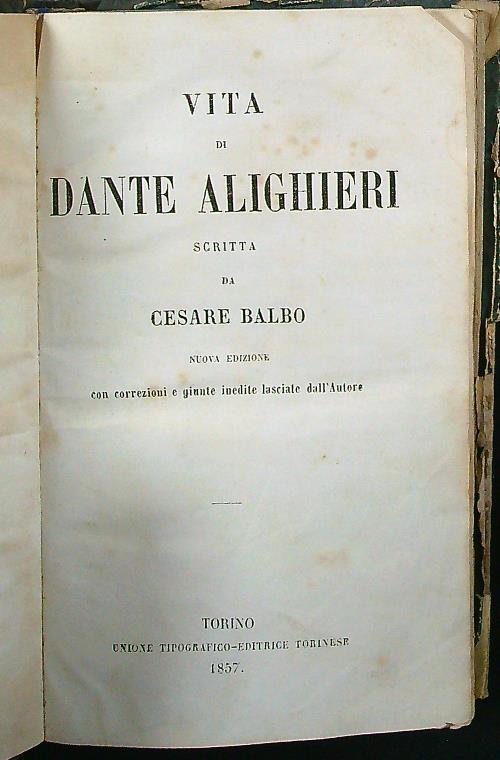 VITA
DI
DANTE ALIGHIERI
SCRITTA
DA
CESARE BALBO
NUOVA EDIZIONE
con correzioni e giunte inedite lasciate dall'Autore
TORINO
UNIONE TIPOGRAFICO-EDITRICE TORINESE
1857.